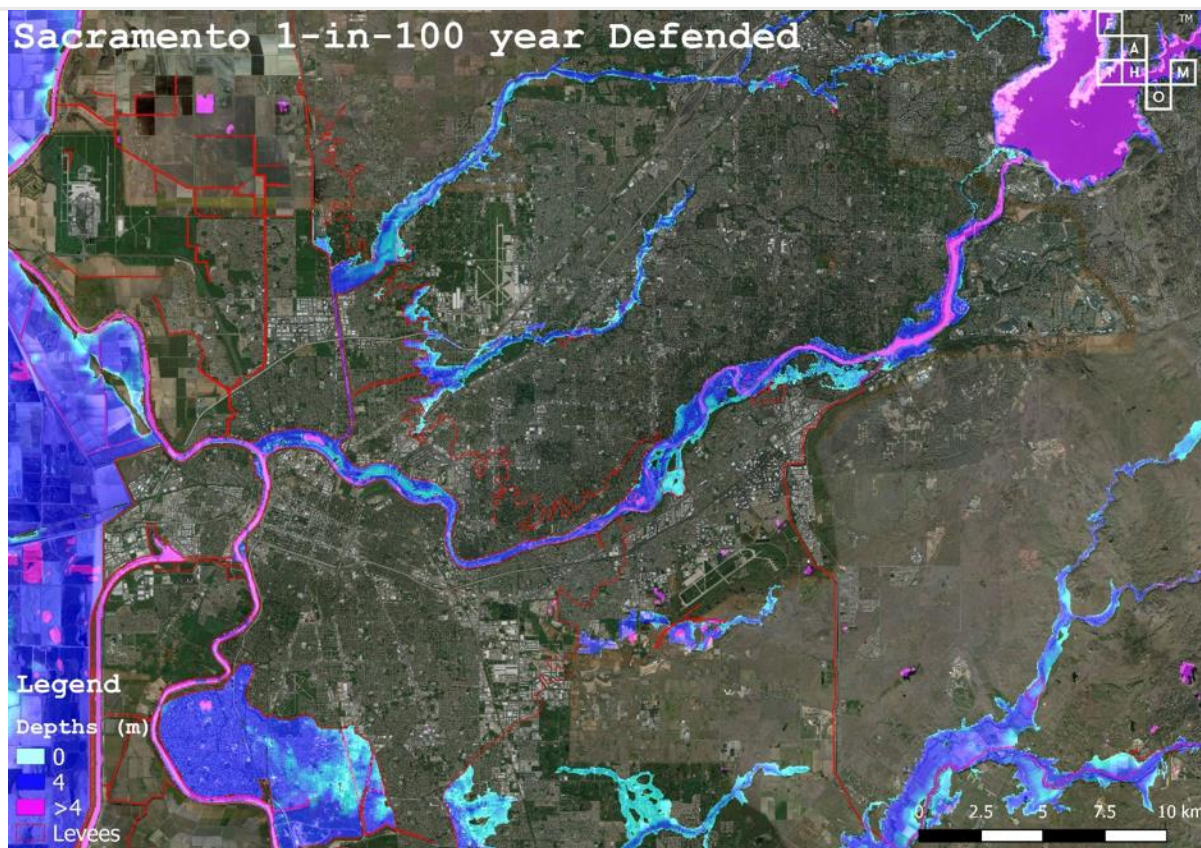 Sacramento 1-in-100 year Defended
TM
F
A
T H M
O
Legend
Depths (m)
0
4
>4
Levees
0 2.5 5 7.5 10 km